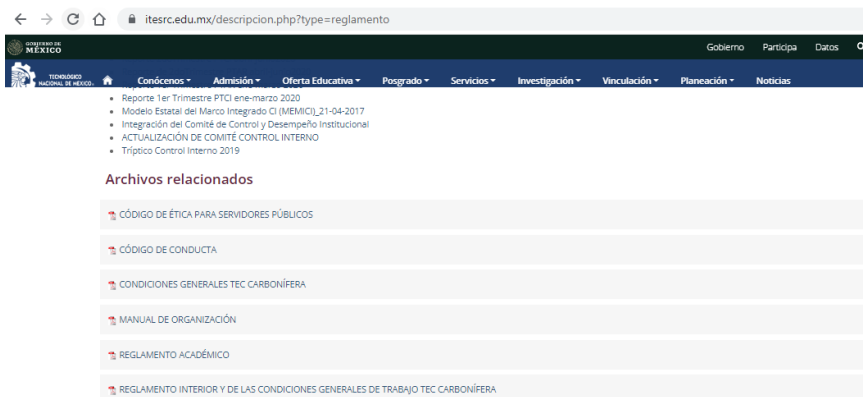 itesrc.edu.mx/descripcion.php?type=reglamento
GOBIERNO DE
MÉXICO
Gobierno Participa Datos
TECNOLÓGICO
NACIONAL DE MÉXICO
Conócenos Admisión Oferta Educativa Posgrado Servicios Investigación Vinculación Planeación Noticias
Reporte 1er Trimestre PTCI ene-marzo 2020
Modelo Estatal del Marco Integrado CI (MEMICI)_21-04-2017
Integración del Comité de Control y Desempeño Institucional
ACTUALIZACIÓN DE COMITÉ CONTROL INTERNO
Tríptico Control Interno 2019
Archivos relacionados
CÓDIGO DE ÉTICA PARA SERVIDORES PÚBLICOS
CÓDIGO DE CONDUCTA
CONDICIONES GENERALES TEC CARBONÍFERA
MANUAL DE ORGANIZACIÓN
REGLAMENTO ACADÉMICO
REGLAMENTO INTERIOR Y DE LAS CONDICIONES GENERALES DE TRABAJO TEC CARBONÍFERA